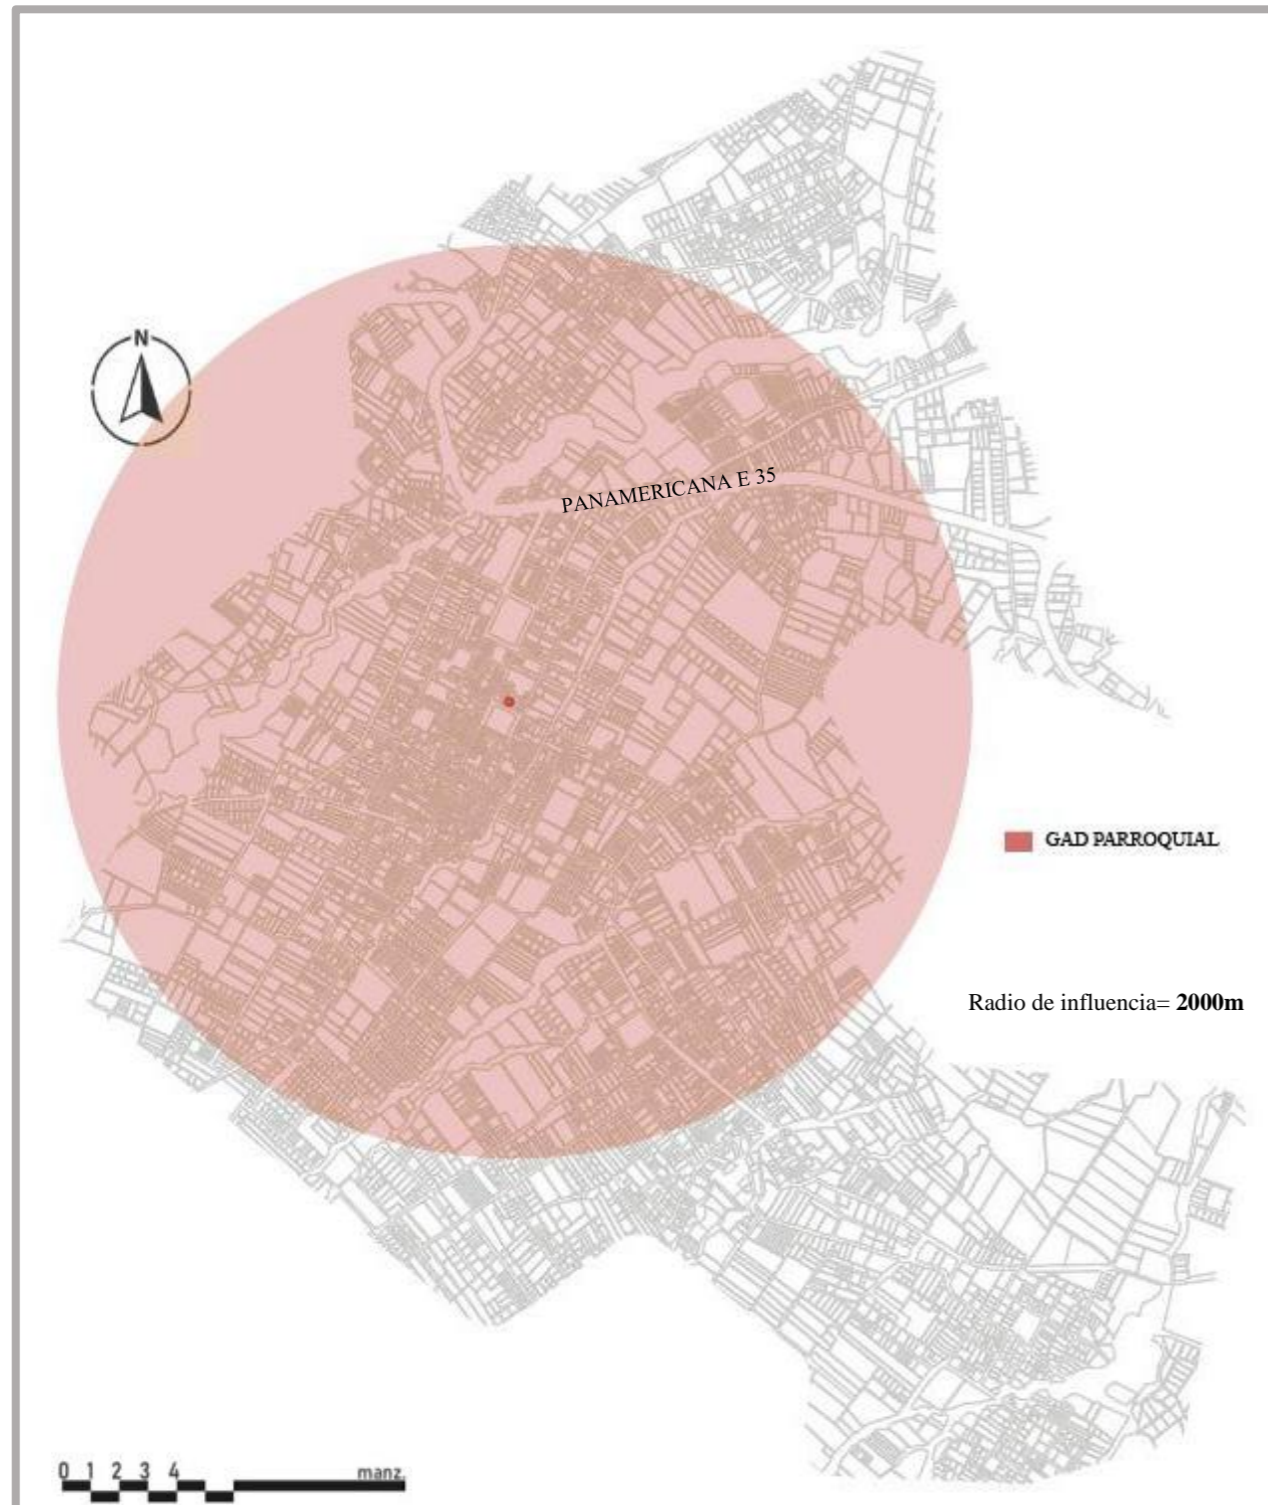 N
PANAMERICANA E 35
GAD PARROQUIAL
Radio de influencia= 2000m
0 1 2 3 4 manz.